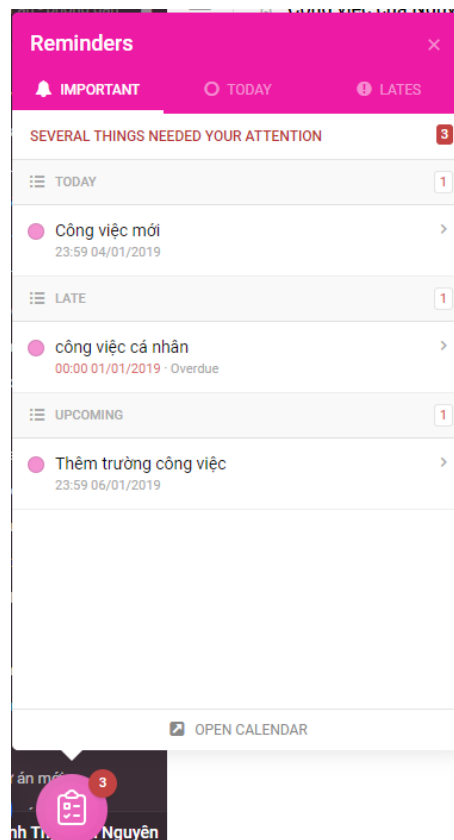 Reminders
IMPORTANT
TODAY
LATES
SEVERAL THINGS NEEDED YOUR ATTENTION 3
TODAY 1
Công việc mới
23:59 04/01/2019
LATE 1
công việc cá nhân
00:00 01/01/2019 · Overdue
UPCOMING 1
Thêm trường công việc
23:59 06/01/2019
OPEN CALENDAR
3
Nguyên